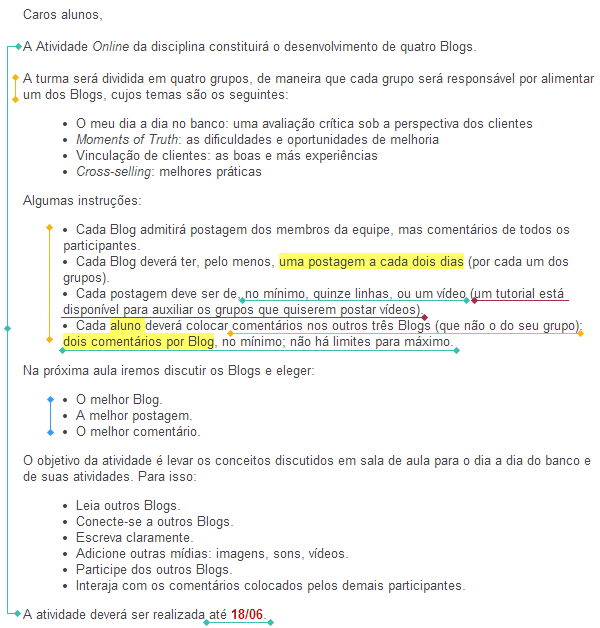 Caros alunos,
A Atividade Online da disciplina constituirá o desenvolvimento de quatro Blogs.
A turma será dividida em quatro grupos, de maneira que cada grupo será responsável por alimentar
um dos Blogs, cujos temas são os seguintes:
• O meu dia a dia no banco: uma avaliação crítica sob a perspectiva dos clientes
• Moments of Truth: as dificuldades e oportunidades de melhoria
• Vinculação de clientes: as boas e más experiências
• Cross-selling: melhores práticas
Algumas instruções:
• Cada Blog admitirá postagem dos membros da equipe, mas comentários de todos os
participantes.
• Cada Blog deverá ter, pelo menos, uma postagem a cada dois dias (por cada um dos
grupos).
• Cada postagem deve ser de, no mínimo, quinze linhas, ou um vídeo (um tutorial está
disponível para auxiliar os grupos que quiserem postar vídeos).
• Cada aluno deverá colocar comentários nos outros três Blogs (que não o do seu grupo):
dois comentários por Blog, no mínimo; não há limites para máximo.
Na próxima aula iremos discutir os Blogs e eleger:
• O melhor Blog.
• A melhor postagem.
• O melhor comentário.
O objetivo da atividade é levar os conceitos discutidos em sala de aula para o dia a dia do banco e
de suas atividades. Para isso:
• Leia outros Blogs.
• Conecte-se a outros Blogs.
• Escreva claramente.
• Adicione outras mídias: imagens, sons, vídeos.
• Participe dos outros Blogs.
• Interaja com os comentários colocados pelos demais participantes.
A atividade deverá ser realizada até 18/06.